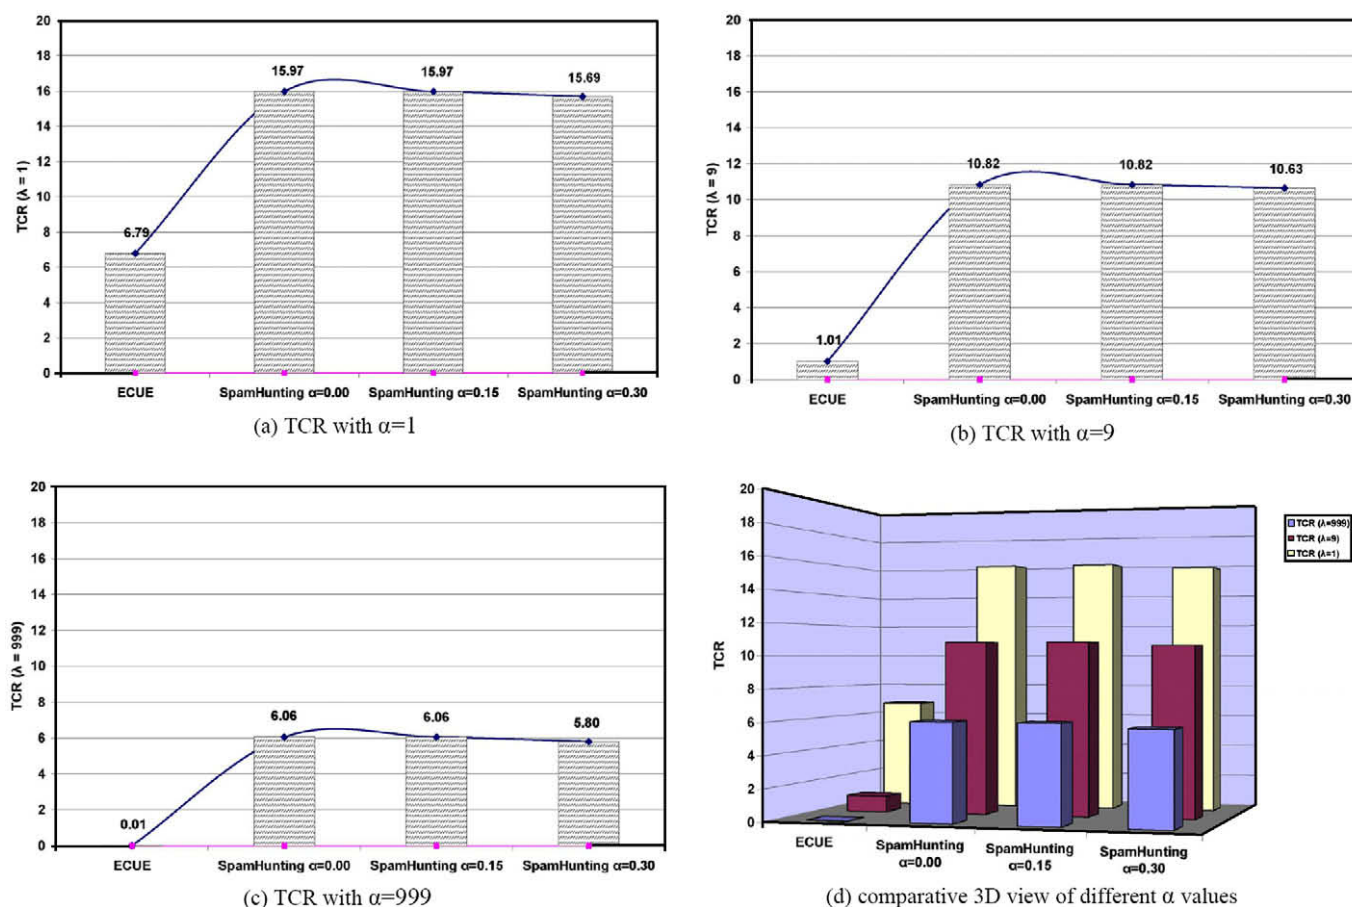 20
18
16
14
12
10
8
6
4
2
0
TCR (λ = 1)
6.79
15.97
15.97
15.69
ECUE
SpamHunting α=0.00
SpamHunting α=0.15
SpamHunting α=0.30
(a) TCR with α=1
20
18
16
14
12
10
8
6
4
2
0
TCR (λ = 9)
1.01
10.82
10.82
10.63
ECUE
SpamHunting α=0.00
SpamHunting α=0.15
SpamHunting α=0.30
(b) TCR with α=9
20
18
16
14
12
10
8
6
4
2
0
TCR (λ = 999)
0.01
6.06
6.06
5.80
ECUE
SpamHunting α=0.00
SpamHunting α=0.15
SpamHunting α=0.30
(c) TCR with α=999
20
18
16
14
12
10
8
6
4
2
0
TCR
ECUE
SpamHunting
α=0.00
SpamHunting
α=0.15
SpamHunting
α=0.30
TCR (λ=999)
TCR (λ=9)
TCR (λ=1)
(d) comparative 3D view of different α values